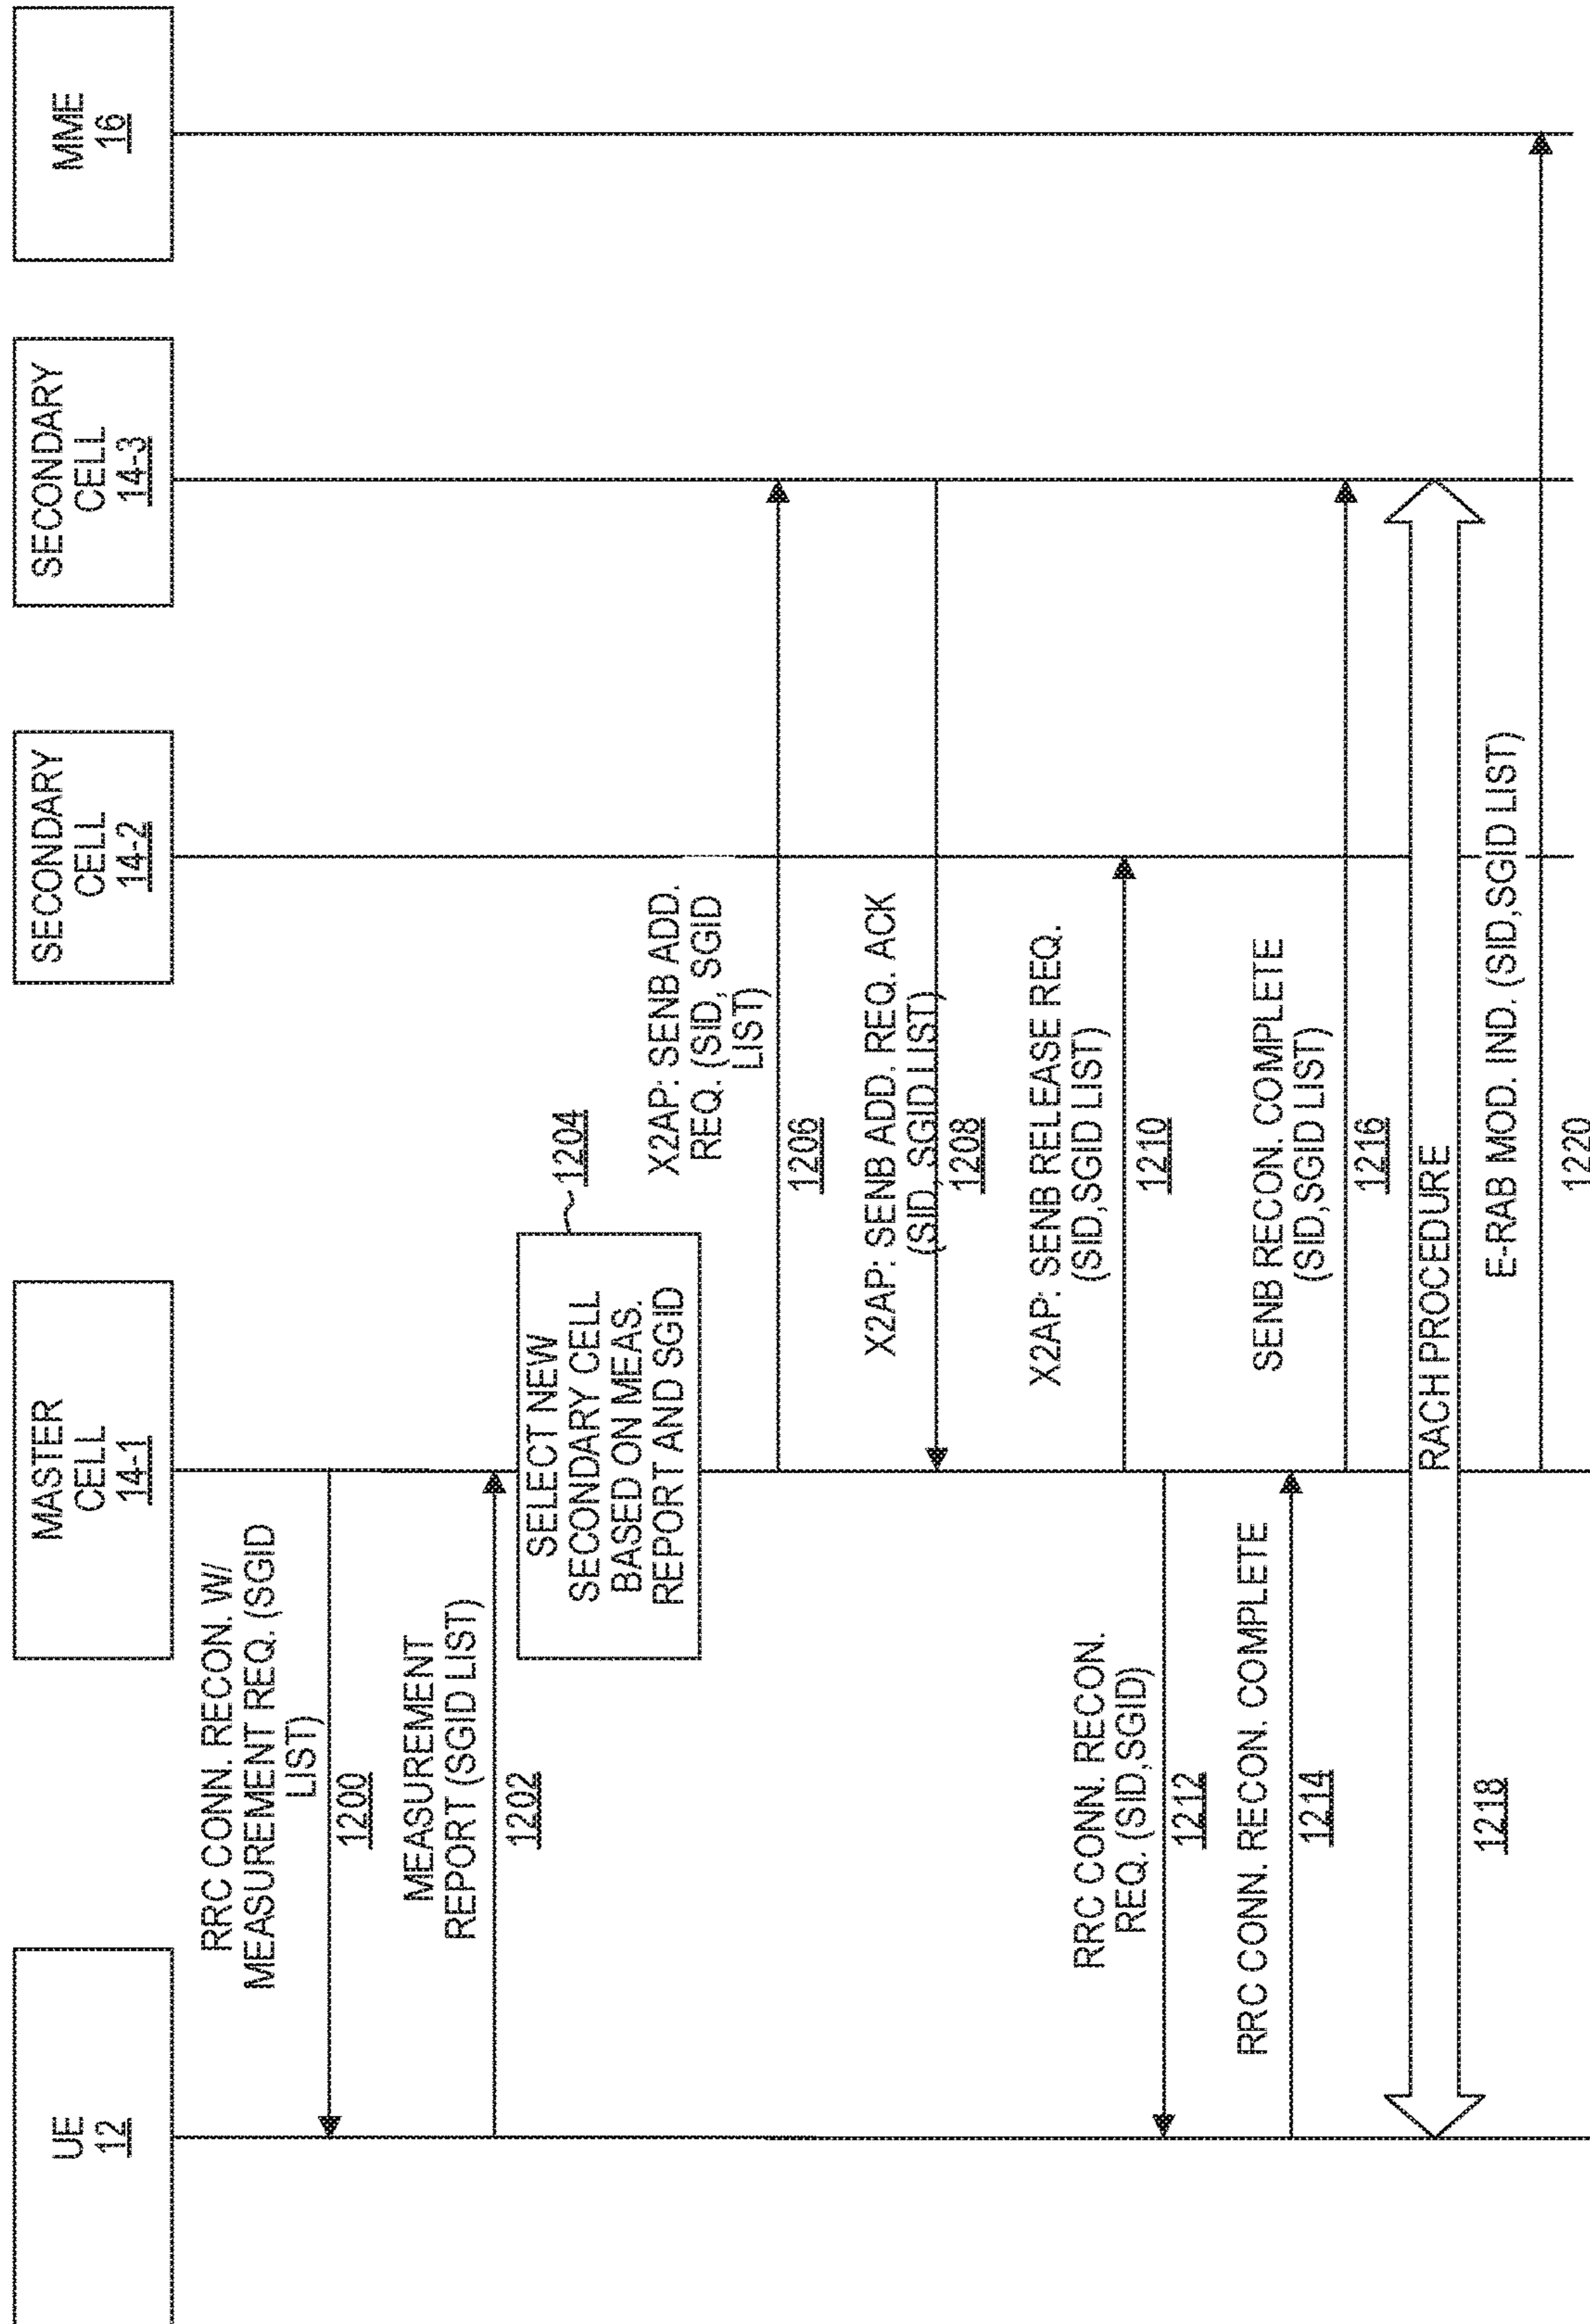 UE
12
MASTER
CELL
14-1
SECONDARY
CELL
14-2
SECONDARY
CELL
14-3
MME
16
RRC CONN. RECON. W/
MEASUREMENT REQ. (SGID
LIST)
1200
MEASUREMENT
REPORT (SGID LIST)
1202
SELECT NEW
SECONDARY CELL
BASED ON MEAS.
REPORT AND SGID
1204
X2AP: SENB ADD.
REQ. (SID, SGID
LIST)
1206
X2AP: SENB ADD. REQ. ACK
(SID, SGID LIST)
1208
X2AP: SENB RELEASE REQ.
(SID,SGID LIST)
1210
RRC CONN. RECON.
REQ. (SID,SGID)
1212
RRC CONN. RECON. COMPLETE
1214
SENB RECON. COMPLETE
(SID,SGID LIST)
1216
RACH PROCEDURE
1218
E-RAB MOD. IND. (SID,SGID LIST)
1220